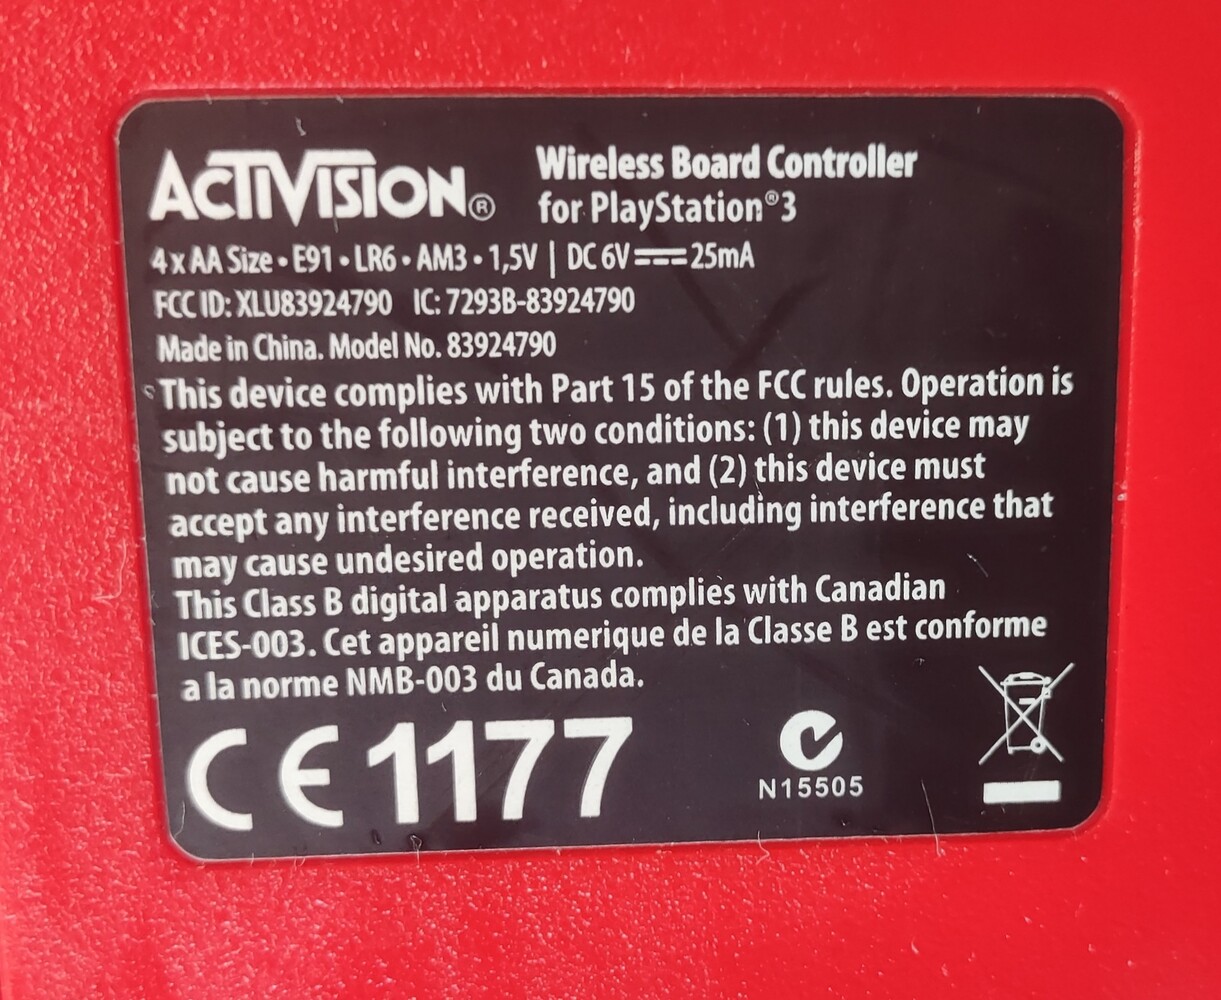 ACTIVISION®
Wireless Board Controller
for PlayStation®3
4 x AA Size • E91 • LR6 • AM3 • 1,5V | DC 6V⎓25mA
FCC ID: XLU83924790 IC: 7293B-83924790
Made in China. Model No. 83924790
This device complies with Part 15 of the FCC rules. Operation is
subject to the following two conditions: (1) this device may
not cause harmful interference, and (2) this device must
accept any interference received, including interference that
may cause undesired operation.
This Class B digital apparatus complies with Canadian
ICES-003. Cet appareil numerique de la Classe B est conforme
a la norme NMB-003 du Canada.
CE 1177
N15505